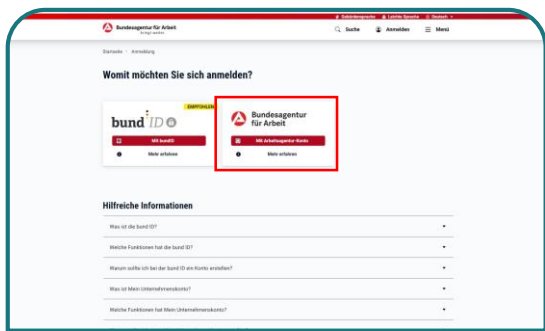 Gebärdensprache Leichte Sprache Deutsch
Bundesagentur für Arbeit
bringt weiter.
Suche Anmelden Menü
Startseite Anmeldung
Womit möchten Sie sich anmelden?
EMPFOHLEN
bund ID
Mit bundID
Mehr erfahren
Bundesagentur
für Arbeit
Mit Arbeitsagentur-Konto
Mehr erfahren
Hilfreiche Informationen
Was ist die bund ID?
Welche Funktionen hat die bund ID?
Warum sollte ich bei der bund ID ein Konto erstellen?
Was ist Mein Unternehmenskonto?
Welche Funktionen hat Mein Unternehmenskonto?